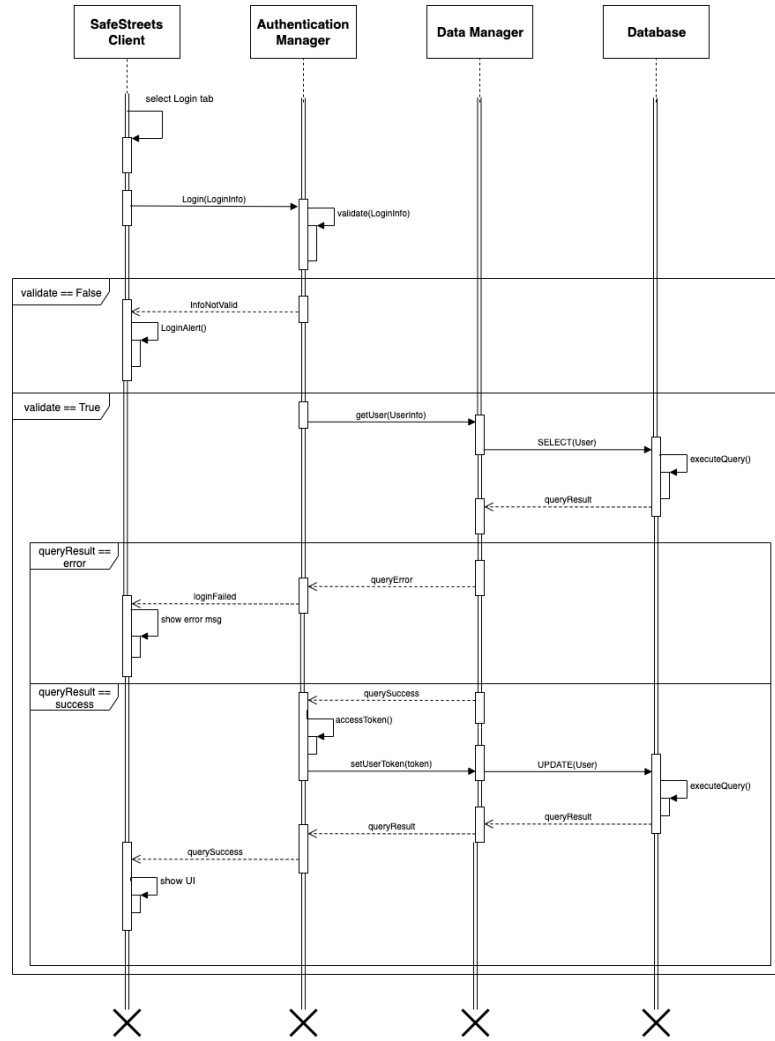 SafeStreets
Client
Authentication
Manager
Data Manager
Database
select Login tab
Login(LoginInfo)
validate(LoginInfo)
validate == False
InfoNotValid
LoginAlert()
validate == True
getUser(UserInfo)
SELECT(User)
executeQuery()
queryResult
queryResult ==
error
queryError
loginFailed
show error msg
queryResult ==
success
querySuccess
accessToken()
setUserToken(token)
UPDATE(User)
executeQuery()
queryResult
queryResult
querySuccess
show UI